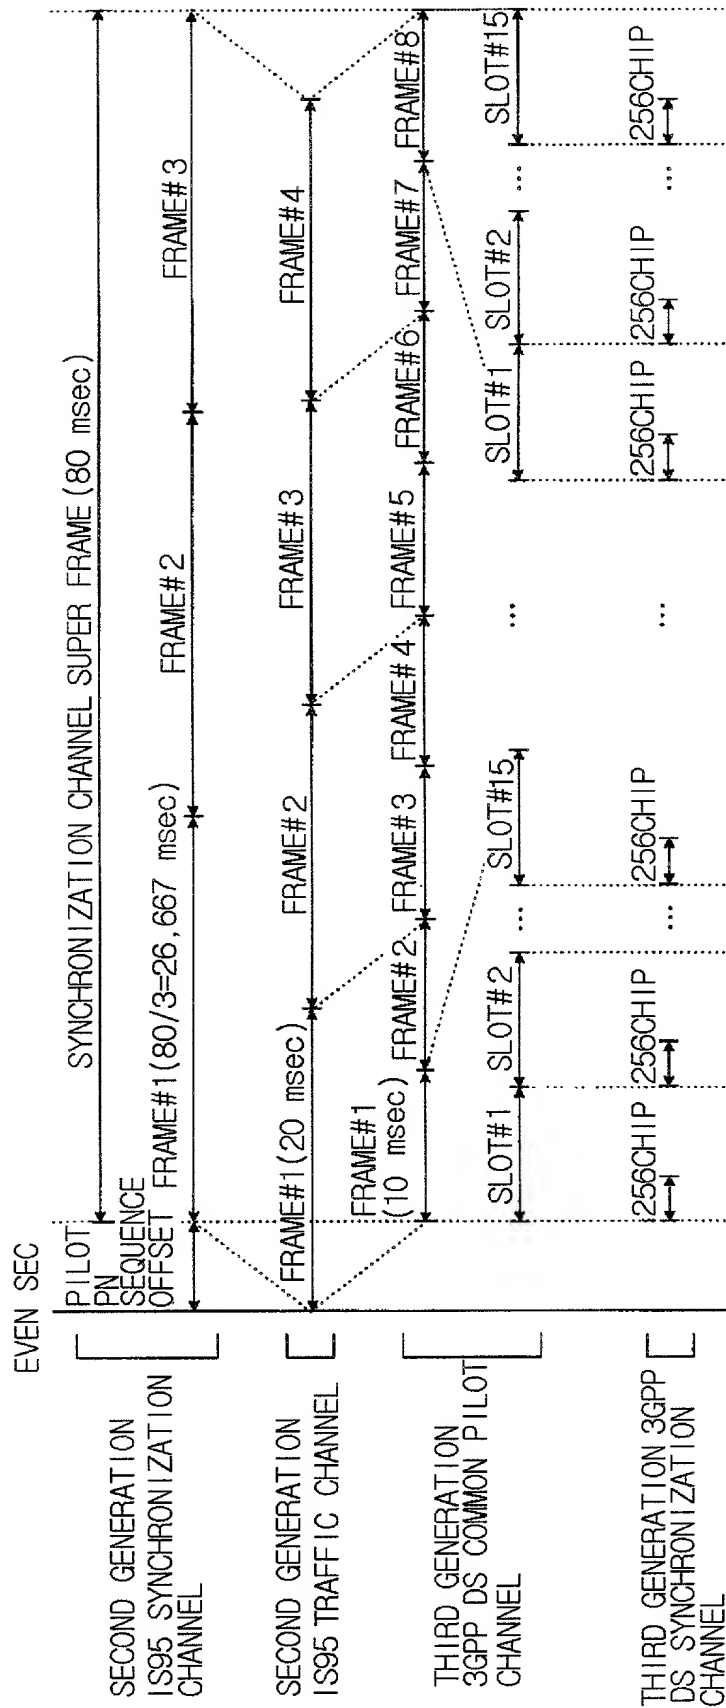 EVEN SEC
SECOND GENERATION
IS95 SYNCHRONIZATION
CHANNEL
PILOT
PN
SEQUENCE
OFFSET
SYNCHRONIZATION CHANNEL SUPER FRAME(80 msec)
FRAME#1(80/3=26,667 msec)
FRAME#2
FRAME#3
SECOND GENERATION
IS95 TRAFFIC CHANNEL
FRAME#1(20 msec)
FRAME#2
FRAME#3
FRAME#4
THIRD GENERATION
3GPP DS COMMON PILOT
CHANNEL
FRAME#1
(10 msec)
FRAME#2
FRAME#3
FRAME#4
FRAME#5
FRAME#6
FRAME#7
FRAME#8
SLOT#1
SLOT#2
...
SLOT#15
...
SLOT#1
SLOT#2
...
SLOT#15
THIRD GENERATION 3GPP
DS SYNCHRONIZATION
CHANNEL
256CHIP
256CHIP
...
256CHIP
...
256CHIP
256CHIP
...
256CHIP